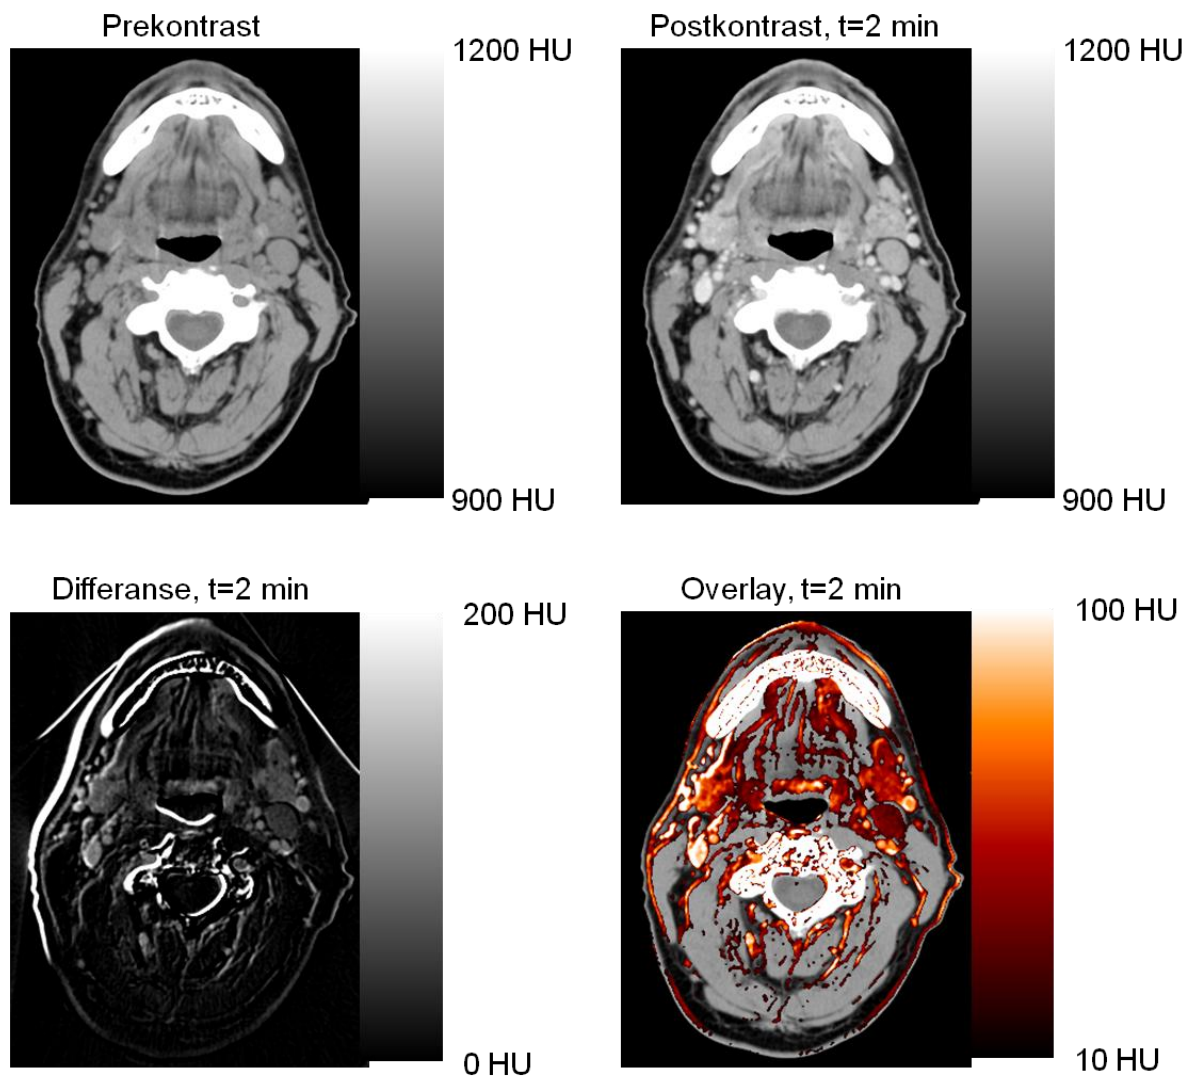 Prekontrast
1200 HU
900 HU
Postkontrast, t=2 min
1200 HU
900 HU
Differanse, t=2 min
200 HU
0 HU
Overlay, t=2 min
100 HU
10 HU